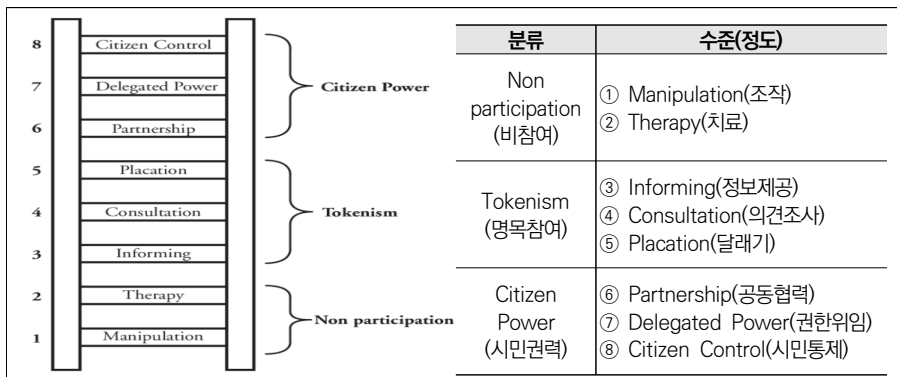 8 Citizen Control
7 Delegated Power
Citizen Power
6 Partnership
5 Placation
4 Consultation
Tokenism
3 Informing
2 Therapy
Non participation
1 Manipulation
분류 수준(정도)
Non
participation
(비참여)
① Manipulation(조작)
② Therapy(치료)
Tokenism
(명목참여)
③ Informing(정보제공)
④ Consultation(의견조사)
⑤ Placation(달래기)
Citizen
Power
(시민권력)
⑥ Partnership(공동협력)
⑦ Delegated Power(권한위임)
⑧ Citizen Control(시민통제)